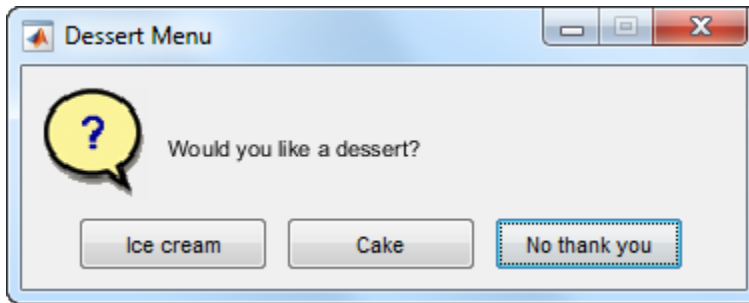 Dessert Menu
?
Would you like a dessert?
Ice cream
Cake
No thank you